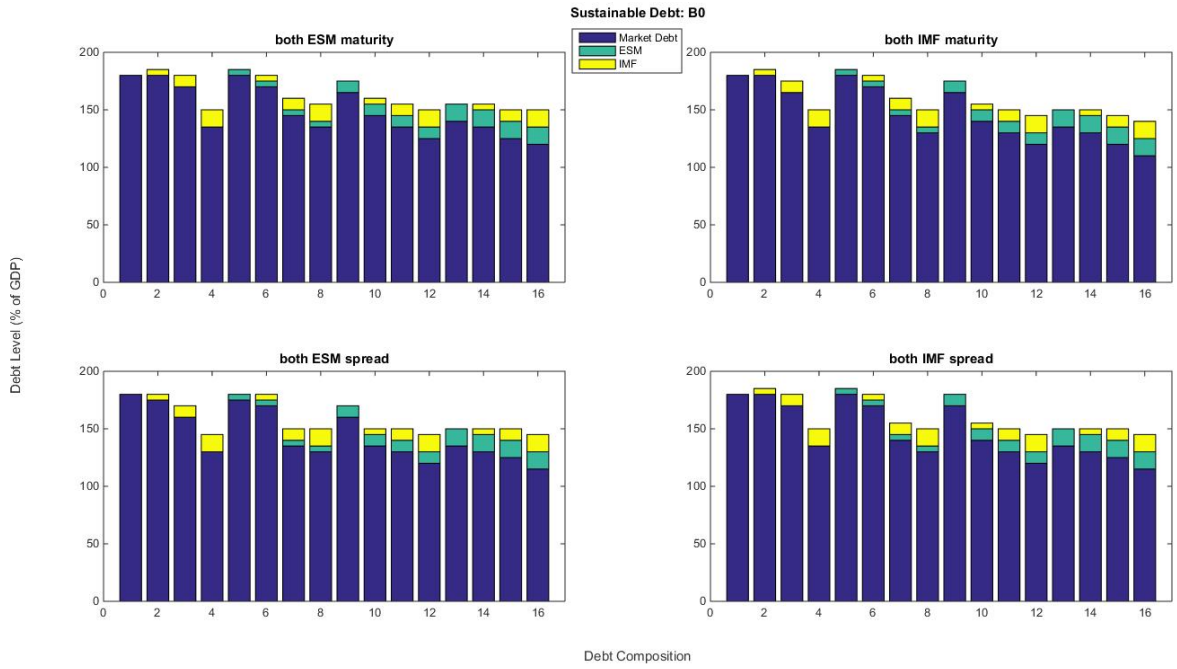 Sustainable Debt: B0
Market Debt
ESM
IMF
both ESM maturity
200
150
100
50
0
0 2 4 6 8 10 12 14 16
both IMF maturity
200
150
100
50
0
0 2 4 6 8 10 12 14 16
Debt Level (% of GDP)
both ESM spread
200
150
100
50
0
0 2 4 6 8 10 12 14 16
both IMF spread
200
150
100
50
0
0 2 4 6 8 10 12 14 16
Debt Composition